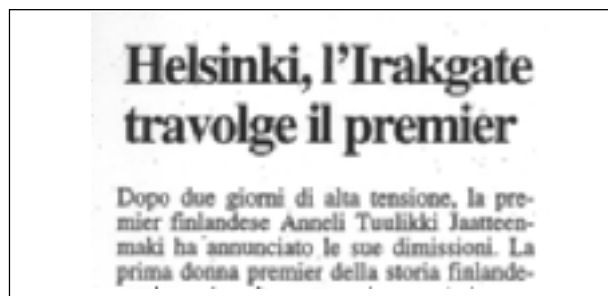 Helsinki, l'Irakgate
travolge il premier
Dopo due giorni di alta tensione, la pre-
mier finlandese Anneli Tuulikki Jaatteen-
maki ha annunciato le sue dimissioni. La
prima donna premier della storia finlande-